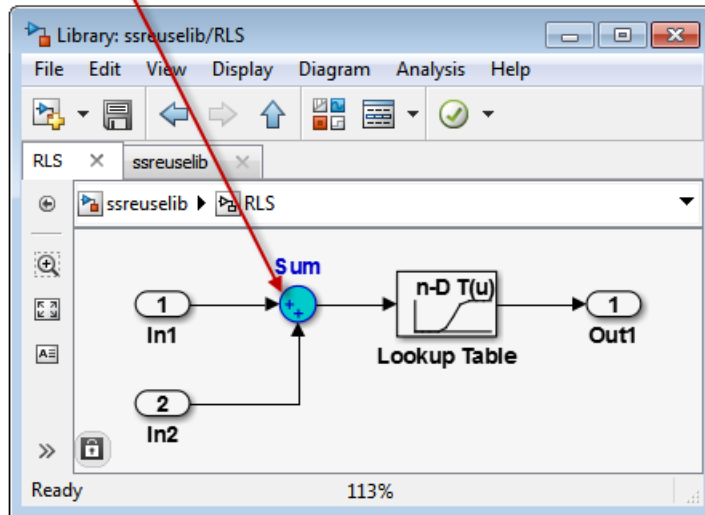 Library: ssreuselib/RLS
File Edit View Display Diagram Analysis Help
RLS ssreuselib
ssreuselib RLS
Sum
n-D T(u)
1
+
+
1
In1
Lookup Table
Out1
2
In2
Ready 113%